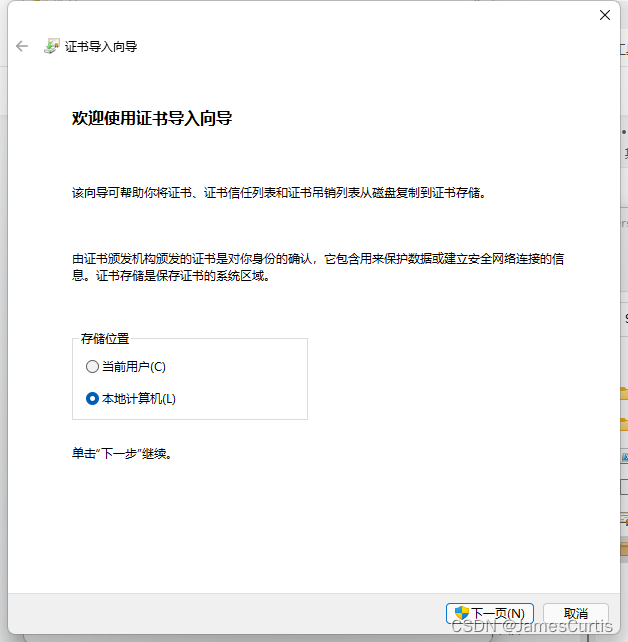 证书导入向导
欢迎使用证书导入向导
该向导可帮助你将证书、证书信任列表和证书吊销列表从磁盘复制到证书存储。
由证书颁发机构颁发的证书是对你身份的确认，它包含用来保护数据或建立安全网络连接的信
息。证书存储是保存证书的系统区域。
存储位置
当前用户(C)
本地计算机(L)
单击“下一步”继续。
下一页(N)
取消
CSDN @JamesCurtis